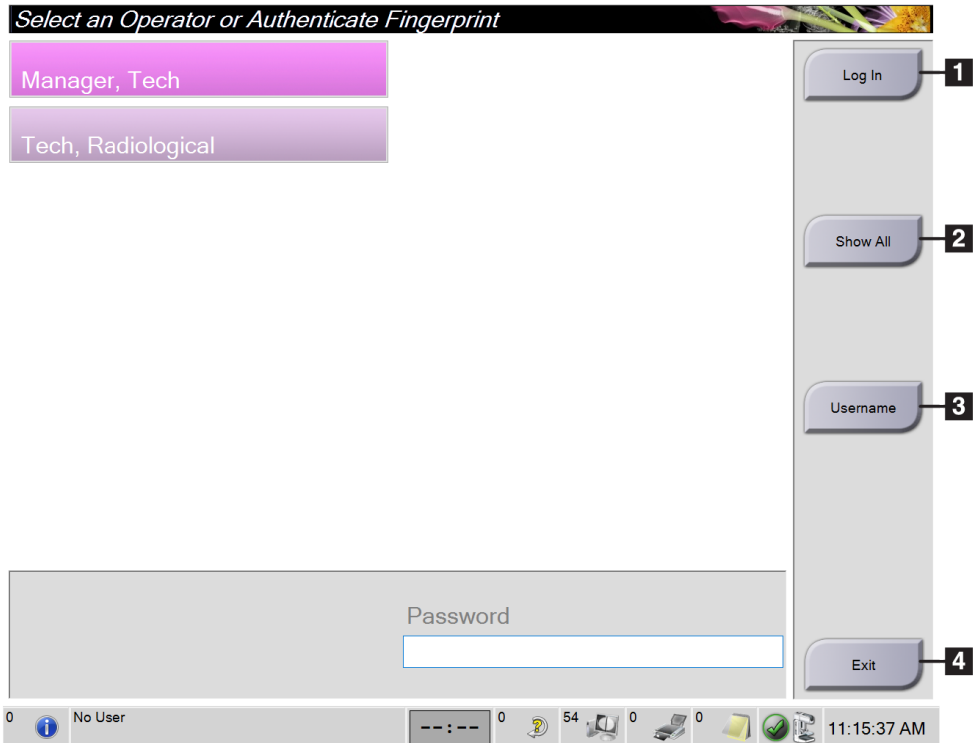 Select an Operator or Authenticate Fingerprint
Manager, Tech
Log In
1
Tech, Radiological
Show All
2
Username
3
Password
Exit
4
0
No User
--:--
0
54
0
0
11:15:37 AM